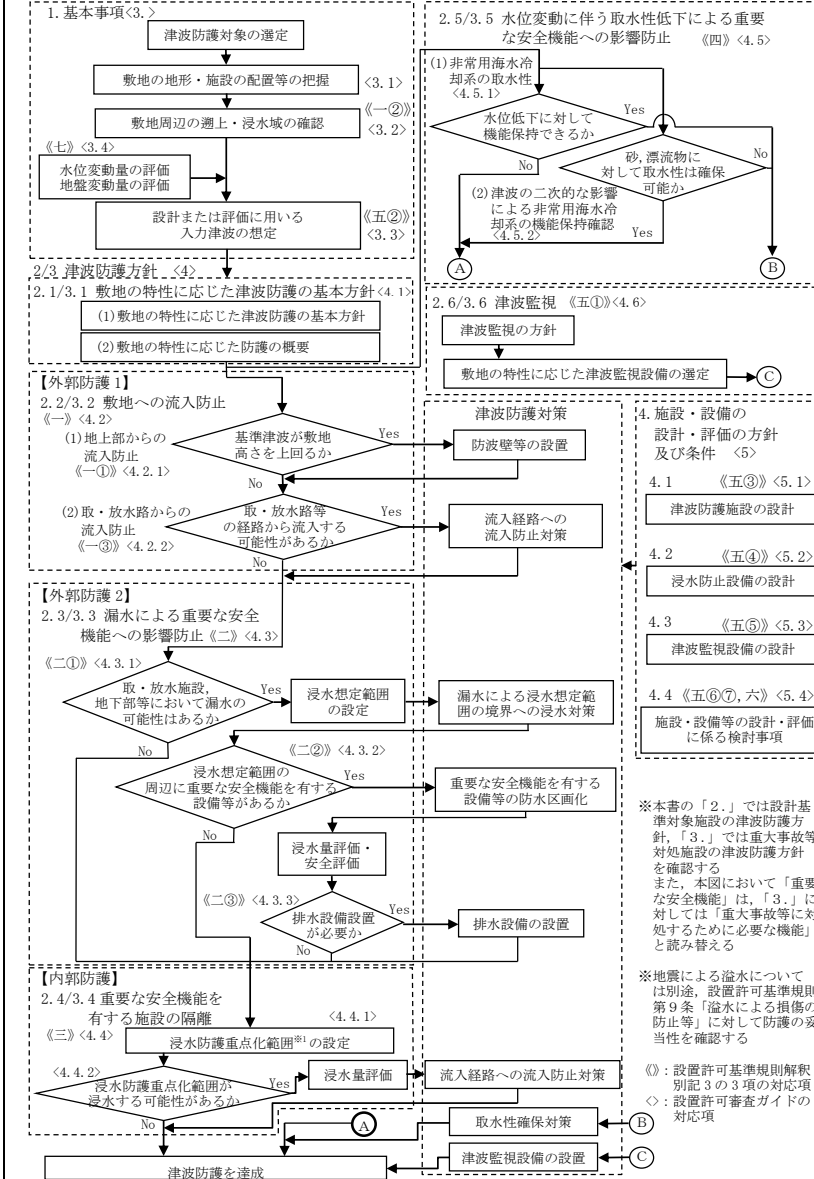 1.基本事項<3.>
津波防護対象の選定
敷地の地形・施設の配置等の把握
<3.1>
敷地周辺の遡上・浸水域の確認
《一②》
<3.2>
《七》<3.4>
水位変動量の評価
地盤変動量の評価
設計または評価に用いる
入力津波の想定
《五②》
<3.3>
2/3 津波防護方針 <4>
2.1/3.1 敷地の特性に応じた津波防護の基本方針<4.1>
(1)敷地の特性に応じた津波防護の基本方針
(2)敷地の特性に応じた防護の概要
【外郭防護1】
2.2/3.2 敷地への流入防止
《一》<4.2>
(1)地上部からの
流入防止
《一①》<4.2.1>
基準津波が敷地
高さを上回るか
Yes
No
(2)取・放水路からの
流入防止
《一③》<4.2.2>
取・放水路等
の経路から流入する
可能性があるか
Yes
No
【外郭防護2】
2.3/3.3 漏水による重要な安全
機能への影響防止《二》<4.3>
《二①》<4.3.1>
取・放水施設,
地下部等において漏水の
可能性はあるか
Yes
No
浸水想定範囲
の設定
《二②》<4.3.2>
浸水想定範囲の
周辺に重要な安全機能を有する
設備等があるか
Yes
No
浸水量評価・
安全評価
《二③》<4.3.3>
排水設備設置
が必要か
Yes
No
【内郭防護】
2.4/3.4 重要な安全機能を
有する施設の隔離
《三》<4.4>
<4.4.1>
浸水防護重点化範囲※1の設定
<4.4.2>
浸水防護重点化範囲が
浸水する可能性があるか
Yes
No
浸水量評価
A
津波防護を達成
2.5/3.5 水位変動に伴う取水性低下による重要
な安全機能への影響防止 《四》<4.5>
(1)非常用海水冷
却系の取水性
<4.5.1>
水位低下に対して
機能保持できるか
Yes
No
砂,漂流物に
対して取水性は確保
可能か
No
Yes
(2)津波の二次的な影響
による非常用海水冷
却系の機能保持確認
<4.5.2>
A
B
2.6/3.6 津波監視 《五①》<4.6>
津波監視の方針
敷地の特性に応じた津波監視設備の選定
C
津波防護対策
防波壁等の設置
流入経路への
流入防止対策
漏水による浸水想定範
囲の境界への浸水対策
重要な安全機能を有する
設備等の防水区画化
排水設備の設置
流入経路への流入防止対策
取水性確保対策
B
津波監視設備の設置
C
4.施設・設備の
設計・評価の方針
及び条件 <5>
4.1 《五③》<5.1>
津波防護施設の設計
4.2 《五④》<5.2>
浸水防止設備の設計
4.3 《五⑤》<5.3>
津波監視設備の設計
4.4 《五⑥⑦,六》<5.4>
施設・設備等の設計・評価
に係る検討事項
※本書の「2.」では設計基
準対象施設の津波防護方
針,「3.」では重大事故等
対処施設の津波防護方針
を確認する
また,本図において「重要
な安全機能」は,「3.」に
対しては「重大事故等に対
処するために必要な機能」
と読み替える
※地震による溢水について
は別途,設置許可基準規則
第9条「溢水による損傷の
防止等」に対して防護の妥
当性を確認する
《》:設置許可基準規則解釈
別記3の3項の対応項
<>:設置許可審査ガイドの
対応項